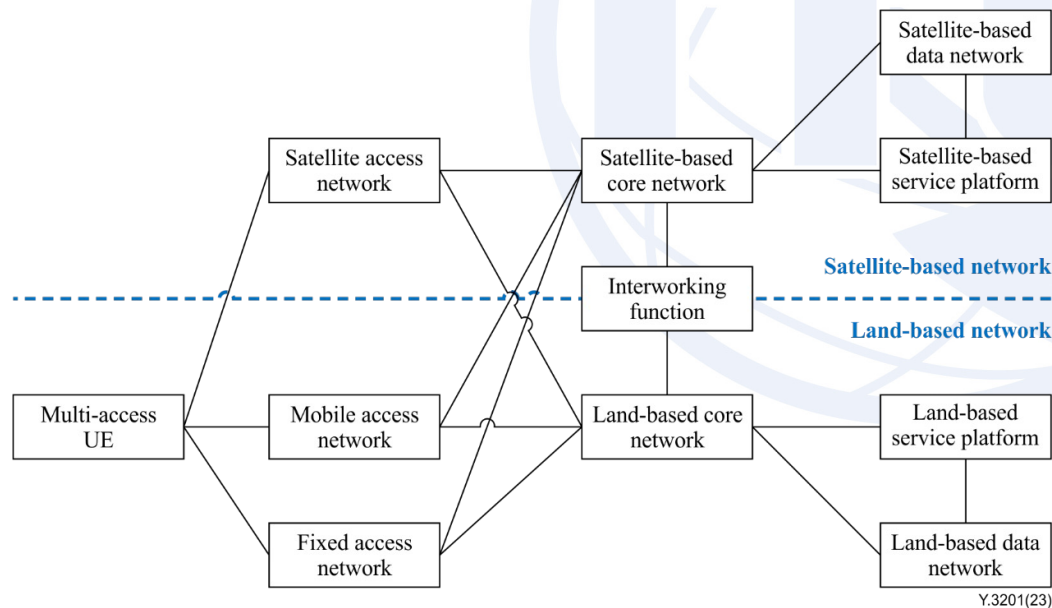 Satellite-based
data network
Satellite access
network
Satellite-based
core network
Satellite-based
service platform
Satellite-based network
Interworking
function
Land-based network
Multi-access
UE
Mobile access
network
Land-based core
network
Land-based
service platform
Fixed access
network
Land-based data
network
Y.3201(23)